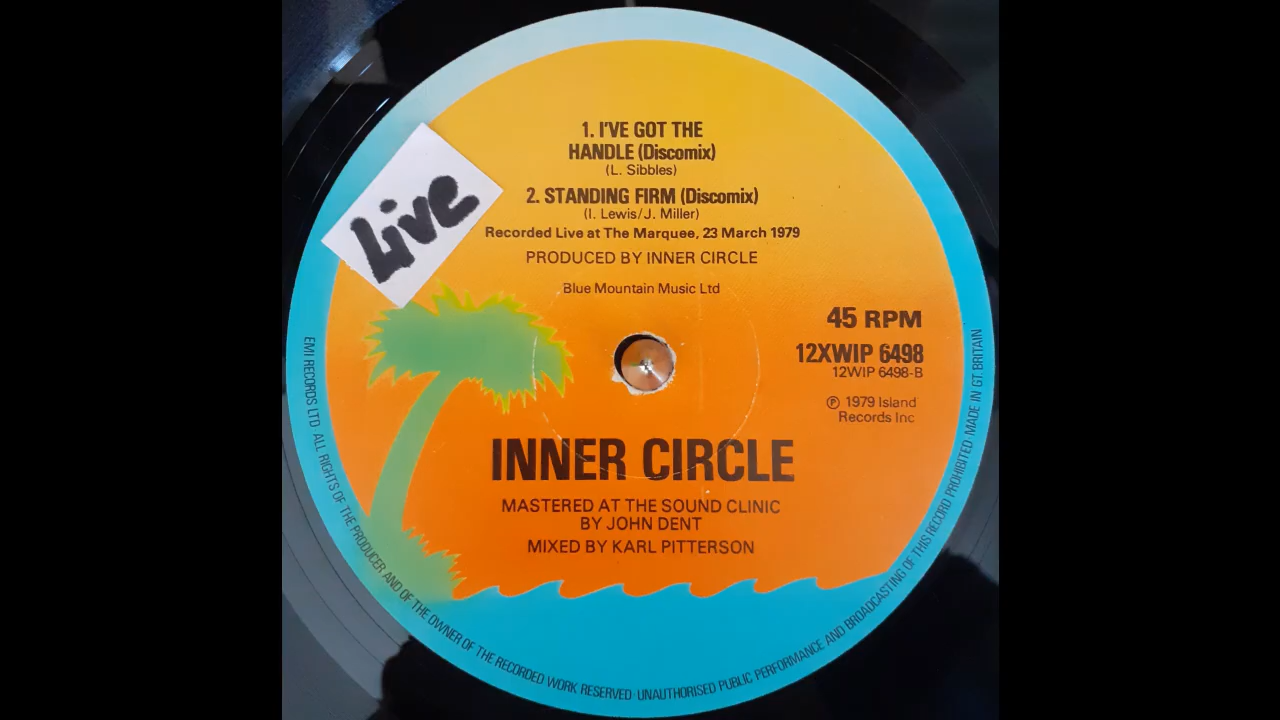 Live
1. I'VE GOT THE
HANDLE (Discomix)
(L. Sibbles)
2. STANDING FIRM (Discomix)
(I. Lewis/J. Miller)
Recorded Live at The Marquee, 23 March 1979
PRODUCED BY INNER CIRCLE
Blue Mountain Music Ltd
45 RPM
12XWIP 6498
12WIP 6498-B
℗ 1979 Island
Records Inc
INNER CIRCLE
MASTERED AT THE SOUND CLINIC
BY JOHN DENT
MIXED BY KARL PITTERSON
EMI RECORDS LTD ALL RIGHTS OF THE PRODUCER AND OF THE OWNER OF THE RECORDED WORK RESERVED UNAUTHORISED PUBLIC PERFORMANCE AND BROADCASTING OF THIS RECORD PROHIBITED MADE IN GT. BRITAIN